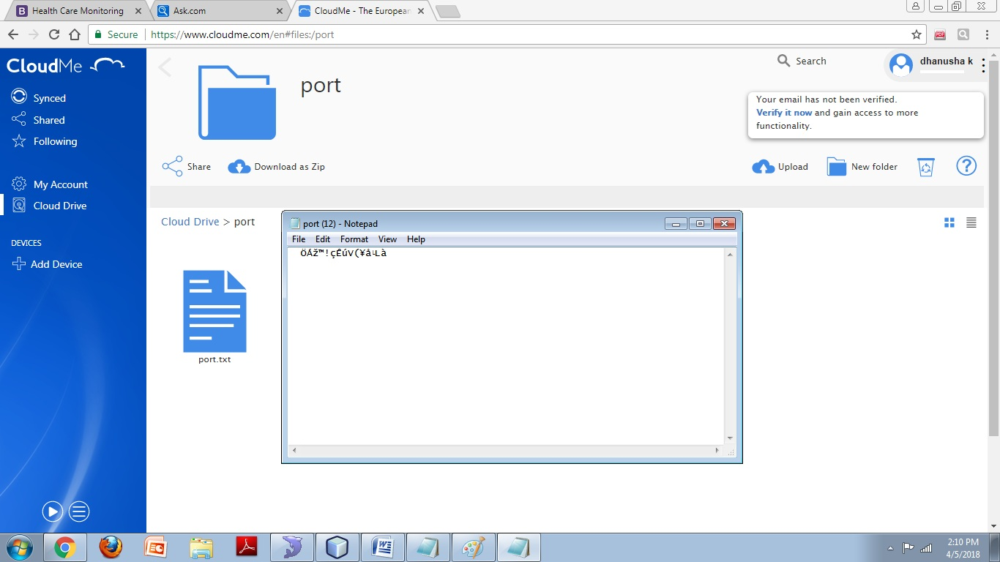 Health Care Monitoring
Ask.com
CloudMe - The European
Secure
https://www.cloudme.com/en#files:/port
CloudMe
Synced
Shared
Following
My Account
Cloud Drive
DEVICES
Add Device
port
Search
dhanusha k
Your email has not been verified.
Verify it now and gain access to more
functionality.
Share
Download as Zip
Upload
New folder
Cloud Drive > port
port.txt
port (12) - Notepad
File Edit Format View Help
2:10 PM
4/5/2018